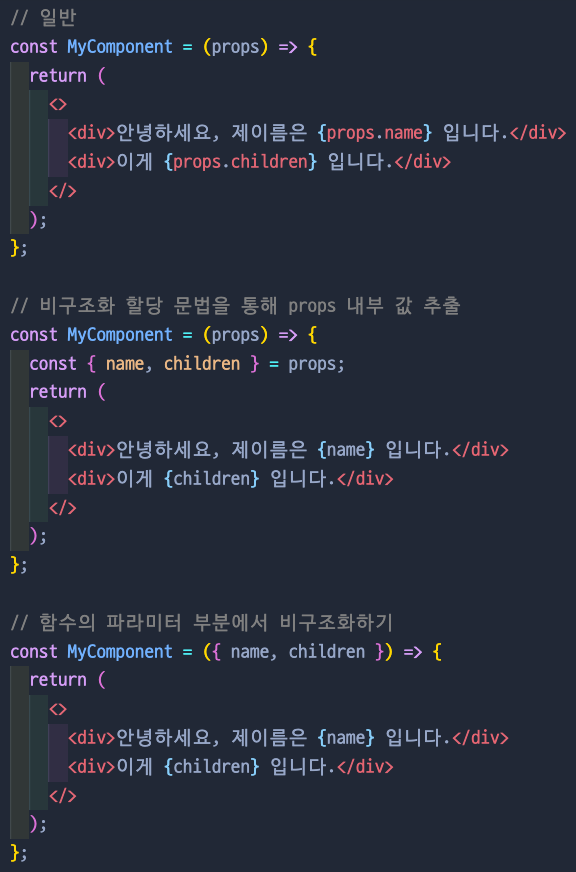 // 일반
const MyComponent = (props) => {
  return (
    <>
      <div>안녕하세요, 제이름은 {props.name} 입니다.</div>
      <div>이게 {props.children} 입니다.</div>
    </>
  );
};

// 비구조화 할당 문법을 통해 props 내부 값 추출
const MyComponent = (props) => {
  const { name, children } = props;
  return (
    <>
      <div>안녕하세요, 제이름은 {name} 입니다.</div>
      <div>이게 {children} 입니다.</div>
    </>
  );
};

// 함수의 파라미터 부분에서 비구조화하기
const MyComponent = ({ name, children }) => {
  return (
    <>
      <div>안녕하세요, 제이름은 {name} 입니다.</div>
      <div>이게 {children} 입니다.</div>
    </>
  );
};